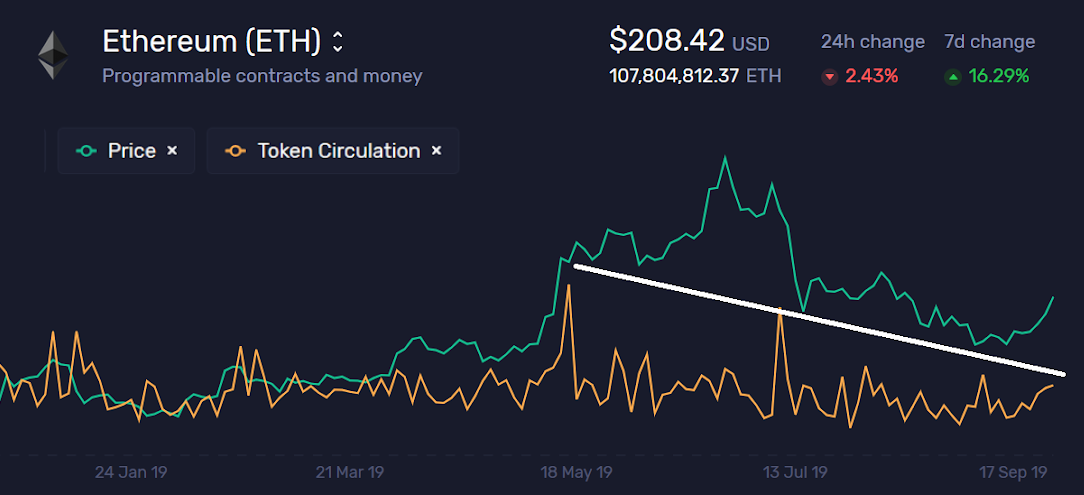 Ethereum (ETH)
Programmable contracts and money
$208.42 USD
107,804,812.37 ETH
24h change
2.43%
7d change
16.29%
Price ×
Token Circulation ×
24 Jan 19
21 Mar 19
18 May 19
13 Jul 19
17 Sep 19